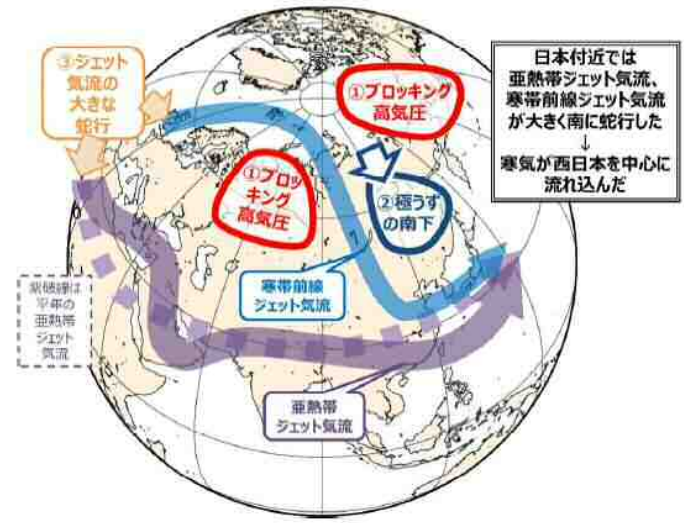 ③ジェット
気流の
大きな
蛇行
①ブロッキング
高気圧
日本付近では
亜熱帯ジェット気流、
寒帯前線ジェット気流
が大きく南に蛇行した
↓
寒気が西日本を中心に
流れ込んだ
①ブロッ
キング
高気圧
②極うず
の南下
寒帯前線
ジェット気流
紫破線は
平年の
亜熱帯
ジェット
気流
亜熱帯
ジェット気流